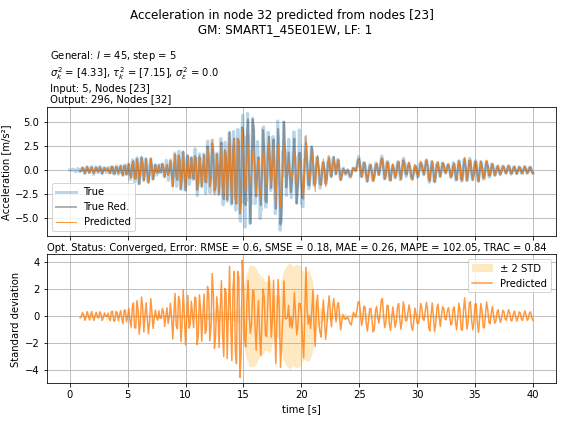 Acceleration in node 32 predicted from nodes [23]
GM: SMART1_45E01EW, LF: 1
General: l = 45, step = 5
σ²ₖ = [4.33], τ²ₖ = [7.15], σ²ε = 0.0
Input: 5, Nodes [23]
Output: 296, Nodes [32]
Acceleration [m/s²]
5.0
2.5
0.0
−2.5
−5.0
True
True Red.
Predicted
Opt. Status: Converged, Error: RMSE = 0.6, SMSE = 0.18, MAE = 0.26, MAPE = 102.05, TRAC = 0.84
Standard deviation
4
2
0
−2
−4
± 2 STD
Predicted
0 5 10 15 20 25 30 35 40
time [s]